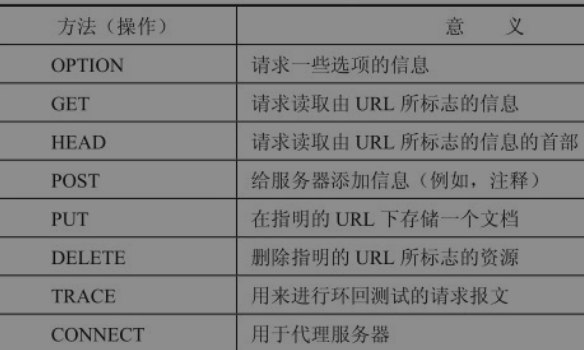 方法（操作） 意 义
OPTION 请求一些选项的信息
GET 请求读取由 URL 所标志的信息
HEAD 请求读取由 URL 所标志的信息的首部
POST 给服务器添加信息（例如，注释）
PUT 在指明的 URL 下存储一个文档
DELETE 删除指明的 URL 所标志的资源
TRACE 用来进行环回测试的请求报文
CONNECT 用于代理服务器